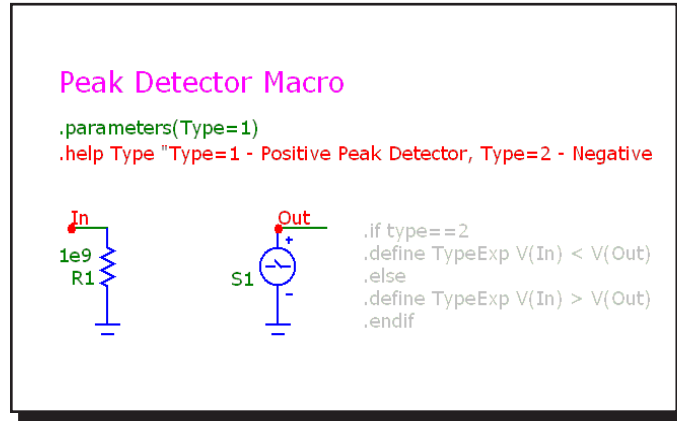 Peak Detector Macro
.parameters(Type=1)
.help Type "Type=1 - Positive Peak Detector, Type=2 - Negative
In
Out
1e9
R1
S1
+
-
.if type==2
.define TypeExp V(In) < V(Out)
.else
.define TypeExp V(In) > V(Out)
.endif